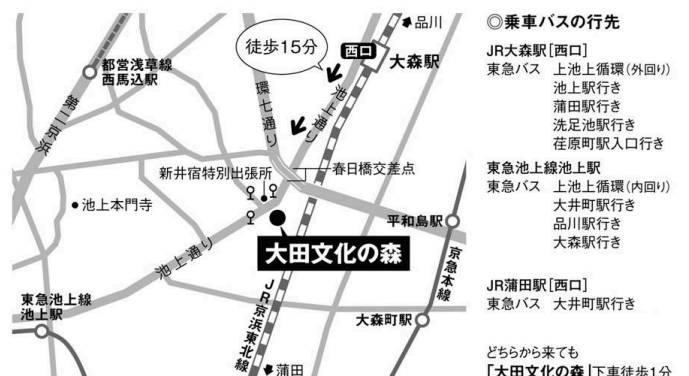 品川
徒歩15分
西口
大森駅
都営浅草線
西馬込駅
第二京浜
環七通り
池上通り
新井宿特別出張所
春日橋交差点
池上本門寺
平和島駅
大田文化の森
池上通り
京急本線
東急池上線
池上駅
JR京浜東北線
大森町駅
蒲田
◎乗車バスの行先
JR大森駅[西口]
東急バス 上池上循環(外回り)
池上駅行き
蒲田駅行き
洗足池駅行き
荏原町駅入口行き
東急池上線池上駅
東急バス 上池上循環(内回り)
大井町駅行き
品川駅行き
大森駅行き
JR蒲田駅[西口]
東急バス 大井町駅行き
どちらから来ても
「大田文化の森」下車徒歩1分